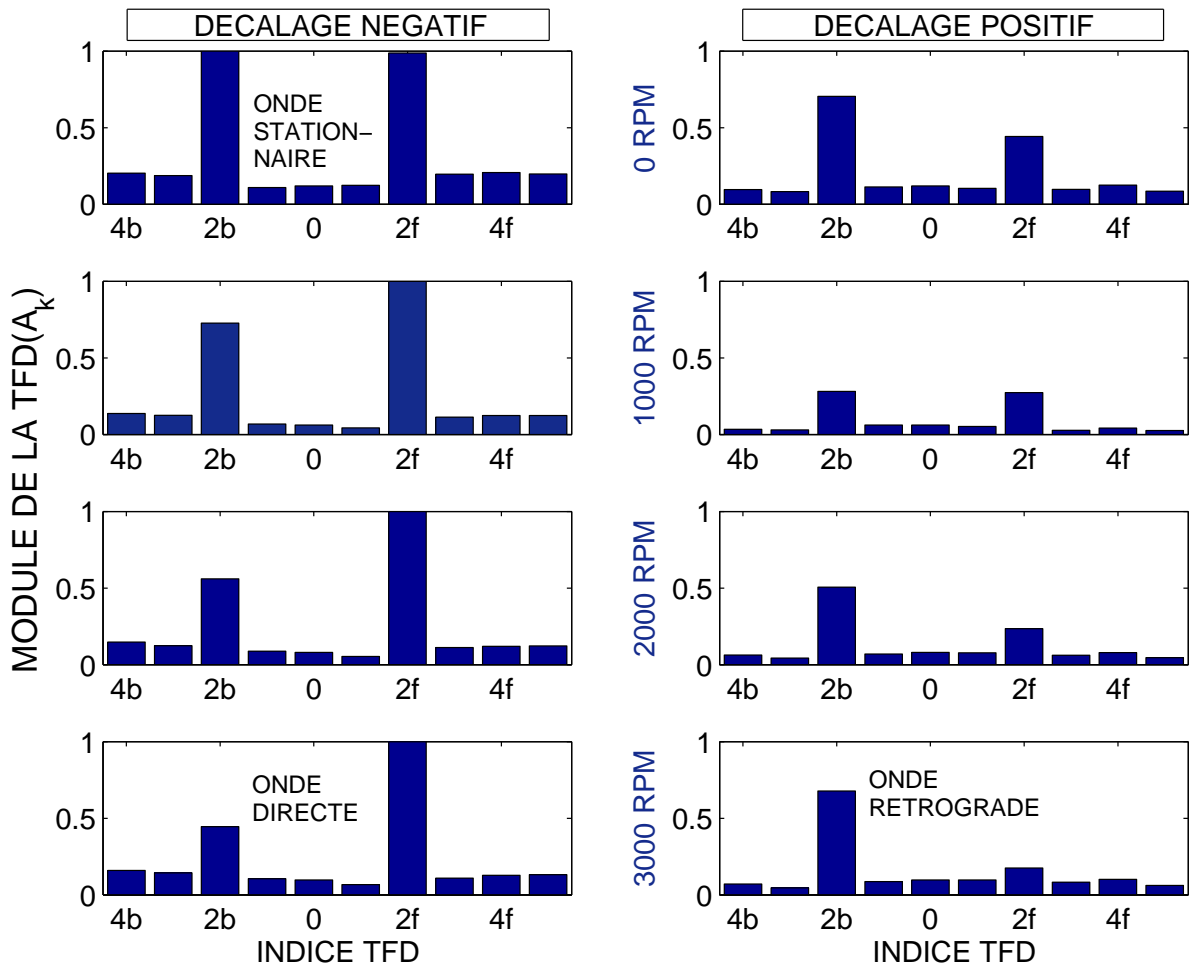 DECALAGE NEGATIF
DECALAGE POSITIF
MODULE DE LA TFD(A_k)
1
0.5
0
ONDE
STATION−
NAIRE
4b 2b 0 2f 4f
0 RPM
1
0.5
0
4b 2b 0 2f 4f
1
0.5
0
4b 2b 0 2f 4f
1000 RPM
1
0.5
0
4b 2b 0 2f 4f
1
0.5
0
4b 2b 0 2f 4f
2000 RPM
1
0.5
0
4b 2b 0 2f 4f
1
0.5
0
ONDE
DIRECTE
4b 2b 0 2f 4f
INDICE TFD
3000 RPM
1
0.5
0
ONDE
RETROGRADE
4b 2b 0 2f 4f
INDICE TFD